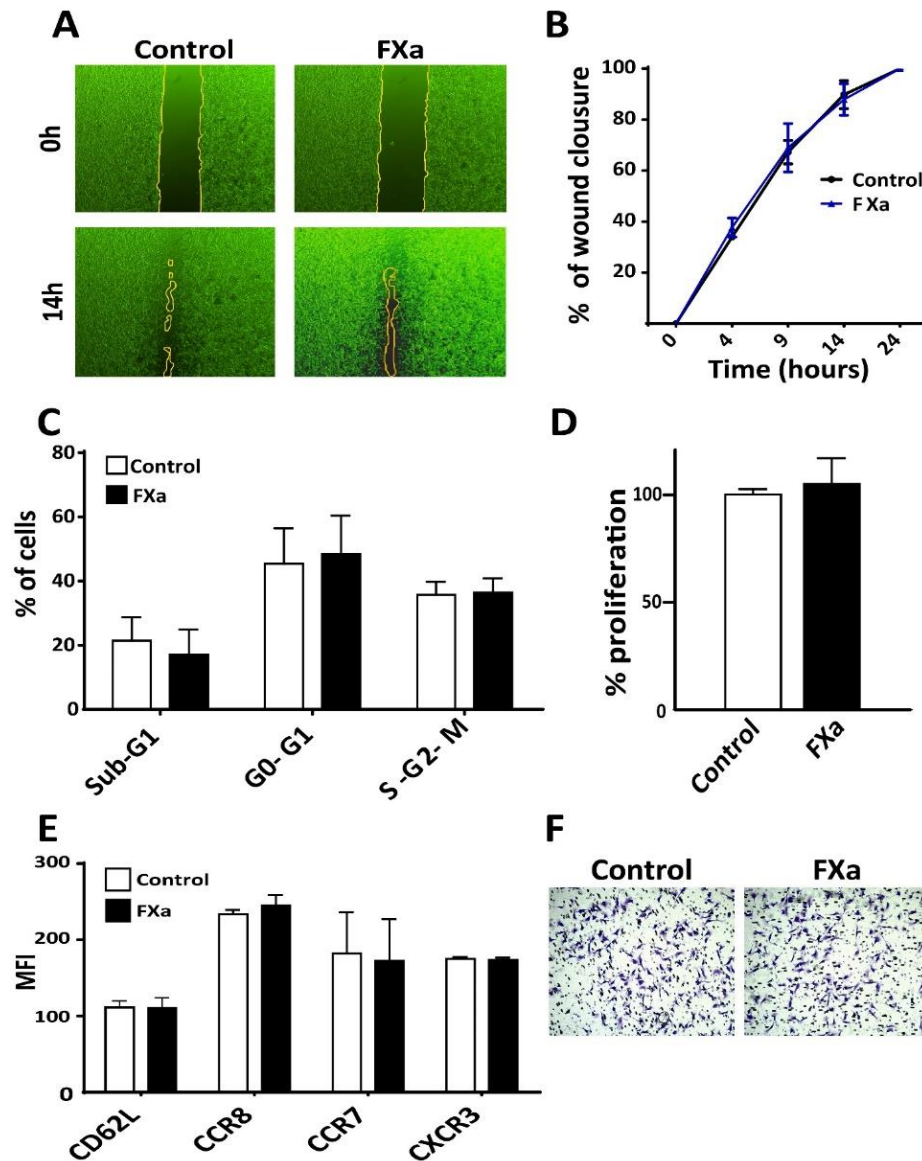 A
Control
FXa
0h
14h
B
% of wound clousure
100
80
60
40
20
0
4
9
14
24
Time (hours)
Control
FXa
C
% of cells
80
60
40
20
0
Control
FXa
Sub-G1
G0- G1
S -G2- M
D
% proliferation
100
50
0
Control
FXa
E
MFI
300
200
100
0
Control
FXa
CD62L
CCR8
CCR7
CXCR3
F
Control
FXa